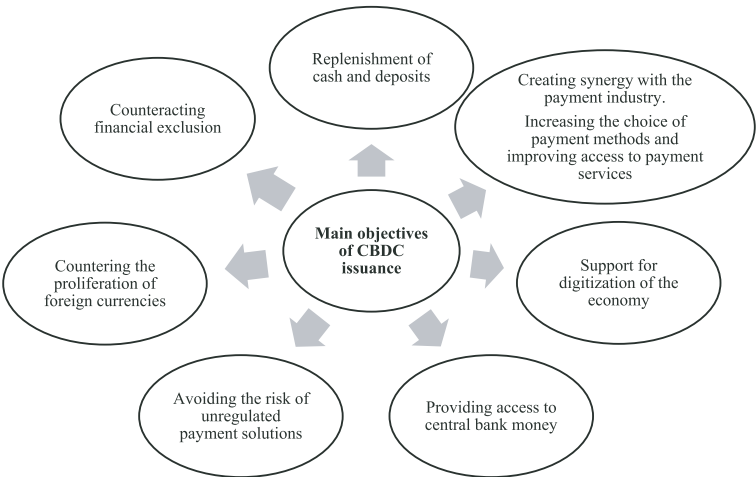 Replenishment of
cash and deposits
Creating synergy with the
payment industry.
Increasing the choice of
payment methods and
improving access to payment
services
Support for
digitization of the
economy
Providing access to
central bank money
Avoiding the risk of
unregulated
payment solutions
Countering the
proliferation of
foreign currencies
Counteracting
financial exclusion
Main objectives
of CBDC
issuance